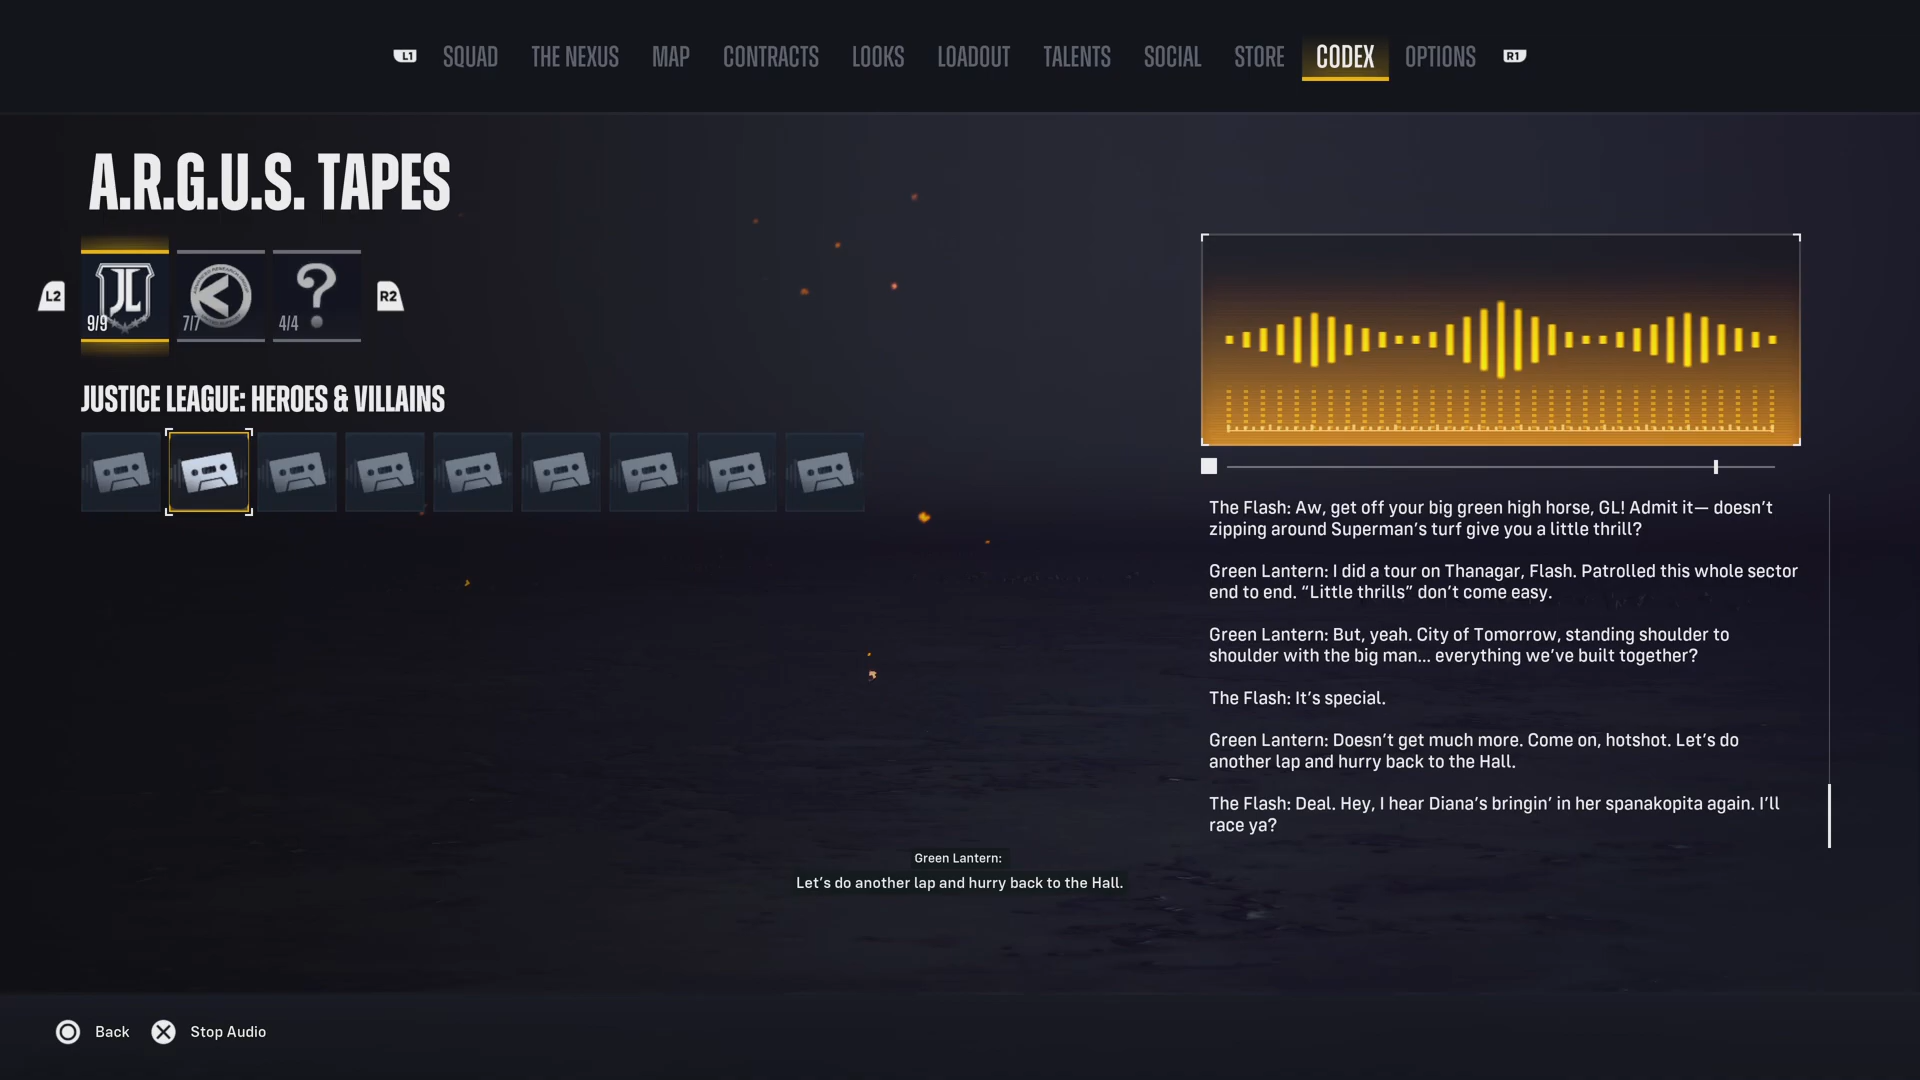 L1 SQUAD THE NEXUS MAP CONTRACTS LOOKS LOADOUT TALENTS SOCIAL STORE CODEX OPTIONS R1
A.R.G.U.S. TAPES
L2 JL 9/9 7/7 ? 4/4 R2
JUSTICE LEAGUE: HEROES & VILLAINS
The Flash: Aw, get off your big green high horse, GL! Admit it— doesn't
zipping around Superman's turf give you a little thrill?
Green Lantern: I did a tour on Thanagar, Flash. Patrolled this whole sector
end to end. “Little thrills” don't come easy.
Green Lantern: But, yeah. City of Tomorrow, standing shoulder to
shoulder with the big man... everything we've built together?
The Flash: It's special.
Green Lantern: Doesn't get much more. Come on, hotshot. Let's do
another lap and hurry back to the Hall.
The Flash: Deal. Hey, I hear Diana's bringin' in her spanakopita again. I'll
race ya?
Green Lantern:
Let's do another lap and hurry back to the Hall.
Back Stop Audio